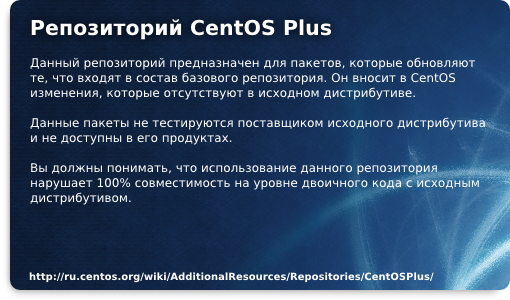 Репозиторий CentOS Plus
Данный репозиторий предназначен для пакетов, которые обновляют
те, что входят в состав базового репозитория. Он вносит в CentOS
изменения, которые отсутствуют в исходном дистрибутиве.
Данные пакеты не тестируются поставщиком исходного дистрибутива
и не доступны в его продуктах.
Вы должны понимать, что использование данного репозитория
нарушает 100% совместимость на уровне двоичного кода с исходным
дистрибутивом.
http://ru.centos.org/wiki/AdditionalResources/Repositories/CentOSPlus/